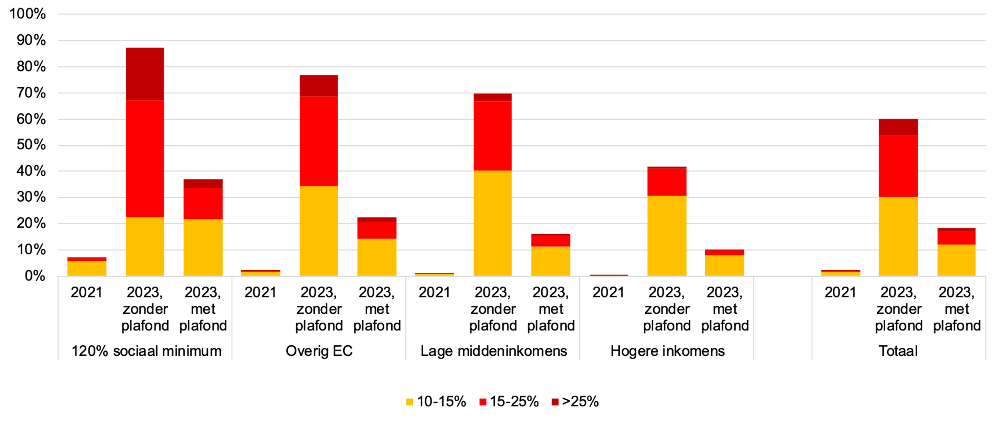 100%
90%
80%
70%
60%
50%
40%
30%
20%
10%
0%
2021 2023, 2023, 2021 2023, 2023, 2021 2023, 2023, 2021 2023, 2023, 2021 2023, 2023,
zonder met zonder met zonder met zonder met zonder met
plafond plafond plafond plafond plafond plafond plafond plafond plafond plafond
120% sociaal minimum Overig EC Lage middeninkomens Hogere inkomens Totaal
10-15% 15-25% >25%